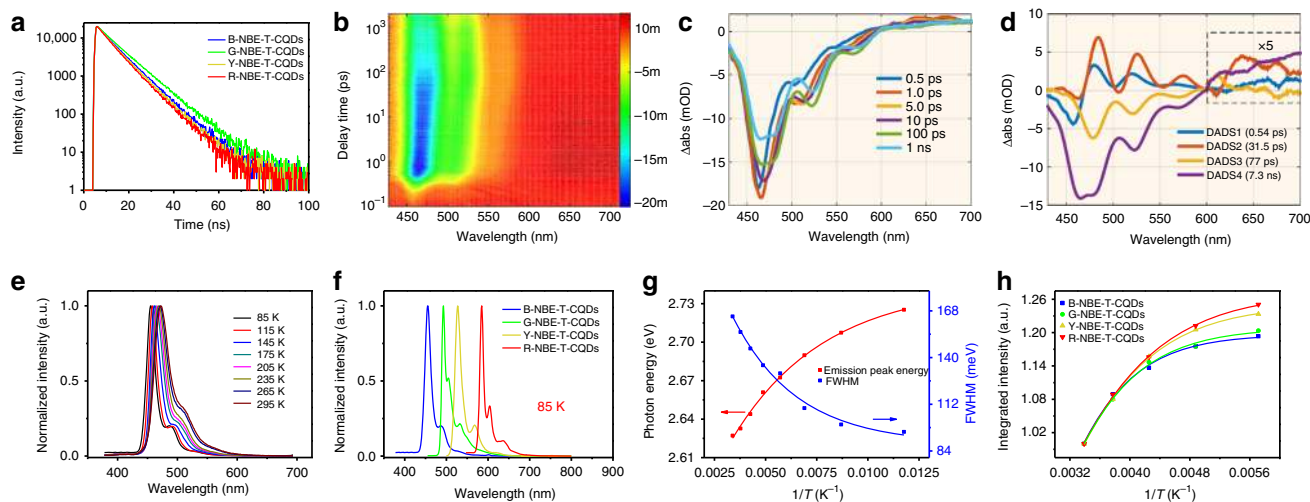 a
10,000
1000
100
10
1
0 20 40 60 80 100
Intensity (a.u.)
Time (ns)
B-NBE-T-CQDs
G-NBE-T-CQDs
Y-NBE-T-CQDs
R-NBE-T-CQDs
b
10³
10²
10¹
10⁰
10⁻¹
Delay time (ps)
450 500 550 600 650 700
Wavelength (nm)
10m
0
−5m
−10m
−15m
−20m
c
0
−5
−10
−15
−20
Δabs (mOD)
450 500 550 600 650 700
Wavelength (nm)
0.5 ps
1.0 ps
5.0 ps
10 ps
100 ps
1 ns
d
10
5
0
−5
−10
−15
Δabs (mOD)
450 500 550 600 650 700
Wavelength (nm)
×5
DADS1 (0.54 ps)
DADS2 (31.5 ps)
DADS3 (77 ps)
DADS4 (7.3 ns)
e
1.0
0.5
0.0
Normalized intensity (a.u.)
400 500 600 700
Wavelength (nm)
85 K
115 K
145 K
175 K
205 K
235 K
265 K
295 K
f
1.0
0.5
0.0
Normalized intensity (a.u.)
400 500 600 700 800 900
Wavelength (nm)
B-NBE-T-CQDs
G-NBE-T-CQDs
Y-NBE-T-CQDs
R-NBE-T-CQDs
85 K
g
2.73
2.70
2.67
2.64
2.61
Photon energy (eV)
0.0025 0.0050 0.0075 0.0100 0.0125
1/T (K⁻¹)
Emission peak energy
FWHM
168
140
112
84
FWHM (meV)
h
1.26
1.20
1.14
1.08
1.02
Integrated intensity (a.u.)
0.0032 0.0040 0.0048 0.0056
1/T (K⁻¹)
B-NBE-T-CQDs
G-NBE-T-CQDs
Y-NBE-T-CQDs
R-NBE-T-CQDs